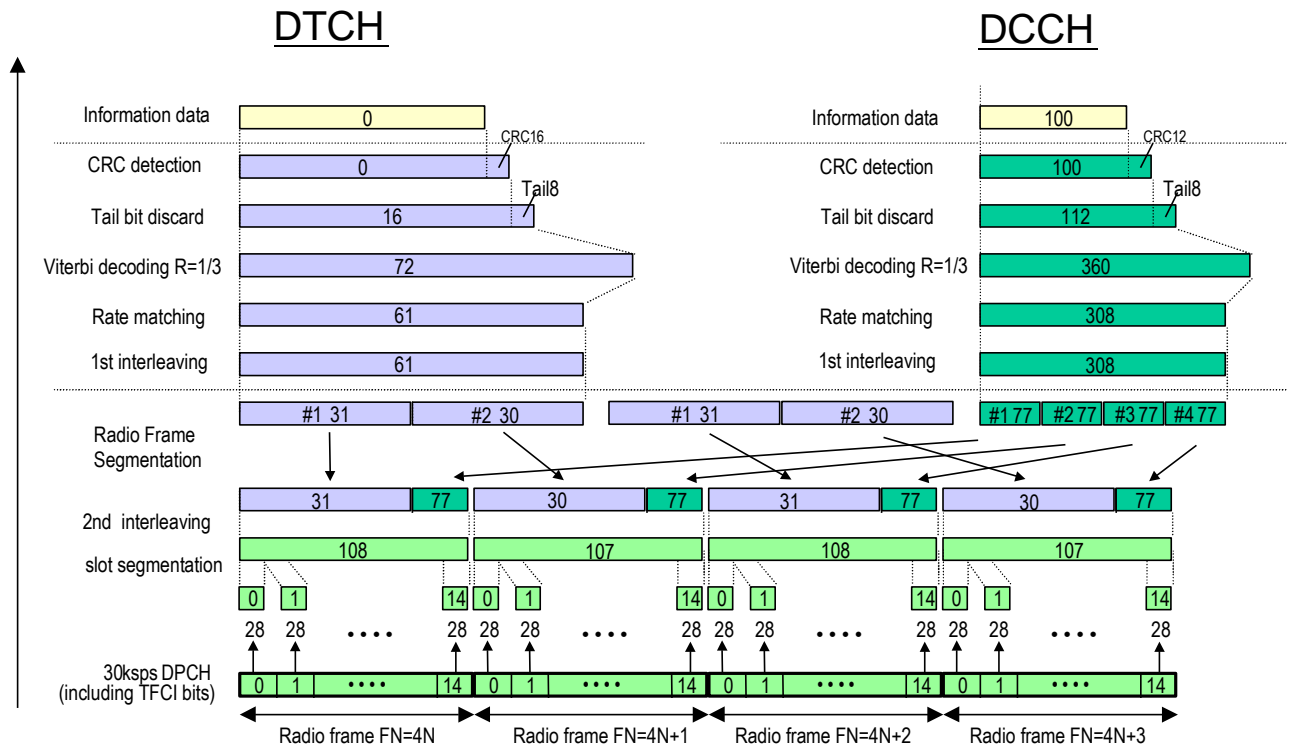 DTCH DCCH
Information data 0 Information data 100
CRC16 CRC12
CRC detection 0 CRC detection 100
Tail8 Tail8
Tail bit discard 16 Tail bit discard 112
Viterbi decoding R=1/3 72 Viterbi decoding R=1/3 360
Rate matching 61 Rate matching 308
1st interleaving 61 1st interleaving 308
#1 31 #2 30 #1 31 #2 30 #1 77 #2 77 #3 77 #4 77
Radio Frame
Segmentation
31 77 30 77 31 77 30 77
2nd interleaving
108 107 108 107
slot segmentation
0 1 14 0 1 14 0 1 14 0 1 14
28 28 •••• 28 28 28 •••• 28 28 28 •••• 28 28 28 •••• 28
30ksps DPCH
(including TFCI bits)
0 1 •••• 14 0 1 •••• 14 0 1 •••• 14 0 1 •••• 14
Radio frame FN=4N Radio frame FN=4N+1 Radio frame FN=4N+2 Radio frame FN=4N+3